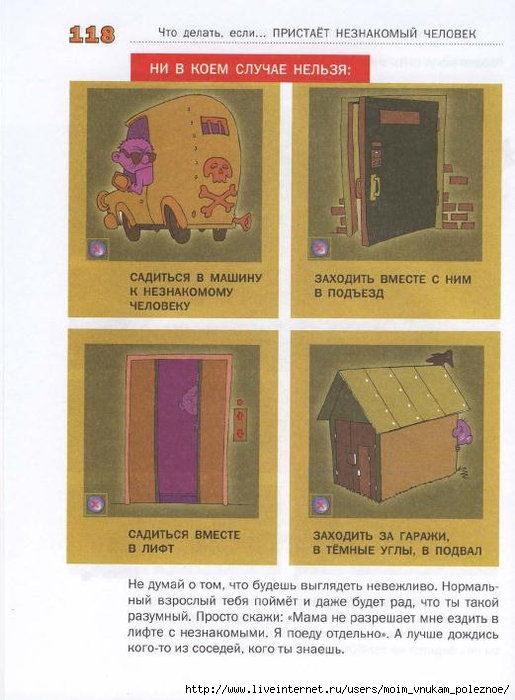 118
Что делать, если... ПРИСТАЁТ НЕЗНАКОМЫЙ ЧЕЛОВЕК
НИ В КОЕМ СЛУЧАЕ НЕЛЬЗЯ:
САДИТЬСЯ В МАШИНУ
К НЕЗНАКОМОМУ
ЧЕЛОВЕКУ
ЗАХОДИТЬ ВМЕСТЕ С НИМ
В ПОДЪЕЗД
САДИТЬСЯ ВМЕСТЕ
В ЛИФТ
ЗАХОДИТЬ ЗА ГАРАЖИ,
В ТЁМНЫЕ УГЛЫ, В ПОДВАЛ
Не думай о том, что будешь выглядеть невежливо. Нормаль-
ный взрослый тебя поймёт и даже будет рад, что ты такой
разумный. Просто скажи: «Мама не разрешает мне ездить в
лифте с незнакомыми. Я поеду отдельно». А лучше дождись
кого-то из соседей, кого ты знаешь.
http://www.liveinternet.ru/users/moim_vnukam_poleznoe/